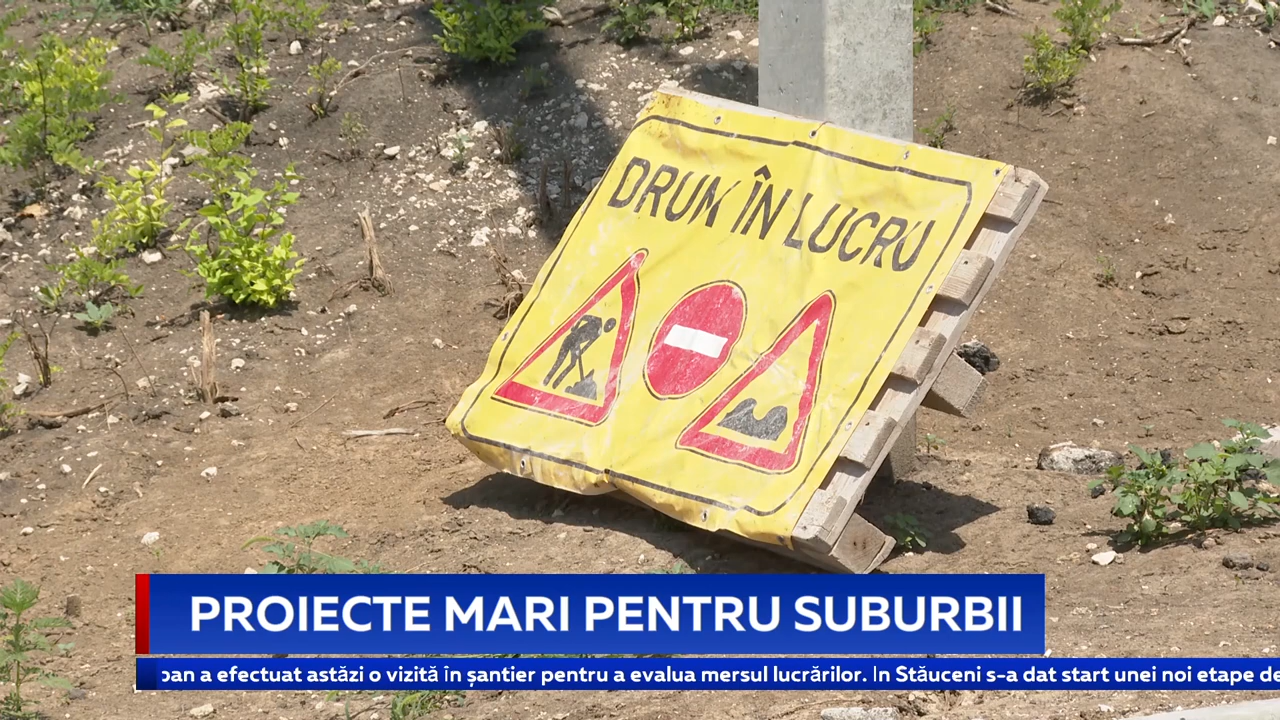 DRUM ÎN LUCRU
PROIECTE MARI PENTRU SUBURBII
a efectuat astăzi o vizită în șantier pentru a evalua mersul lucrărilor. În Stăuceni s-a dat start unei noi etape de